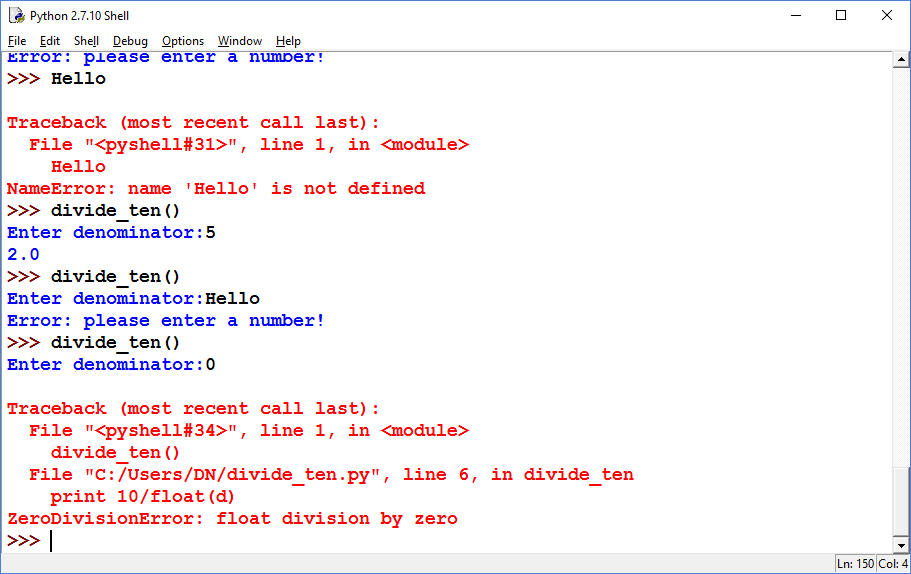 Python 2.7.10 Shell
File Edit Shell Debug Options Window Help
Error: please enter a number!
>>> Hello
Traceback (most recent call last):
  File "<pyshell#31>", line 1, in <module>
    Hello
NameError: name 'Hello' is not defined
>>> divide_ten()
Enter denominator:5
2.0
>>> divide_ten()
Enter denominator:Hello
Error: please enter a number!
>>> divide_ten()
Enter denominator:0
Traceback (most recent call last):
  File "<pyshell#34>", line 1, in <module>
    divide_ten()
  File "C:/Users/DN/divide_ten.py", line 6, in divide_ten
    print 10/float(d)
ZeroDivisionError: float division by zero
>>>
Ln: 150 Col: 4